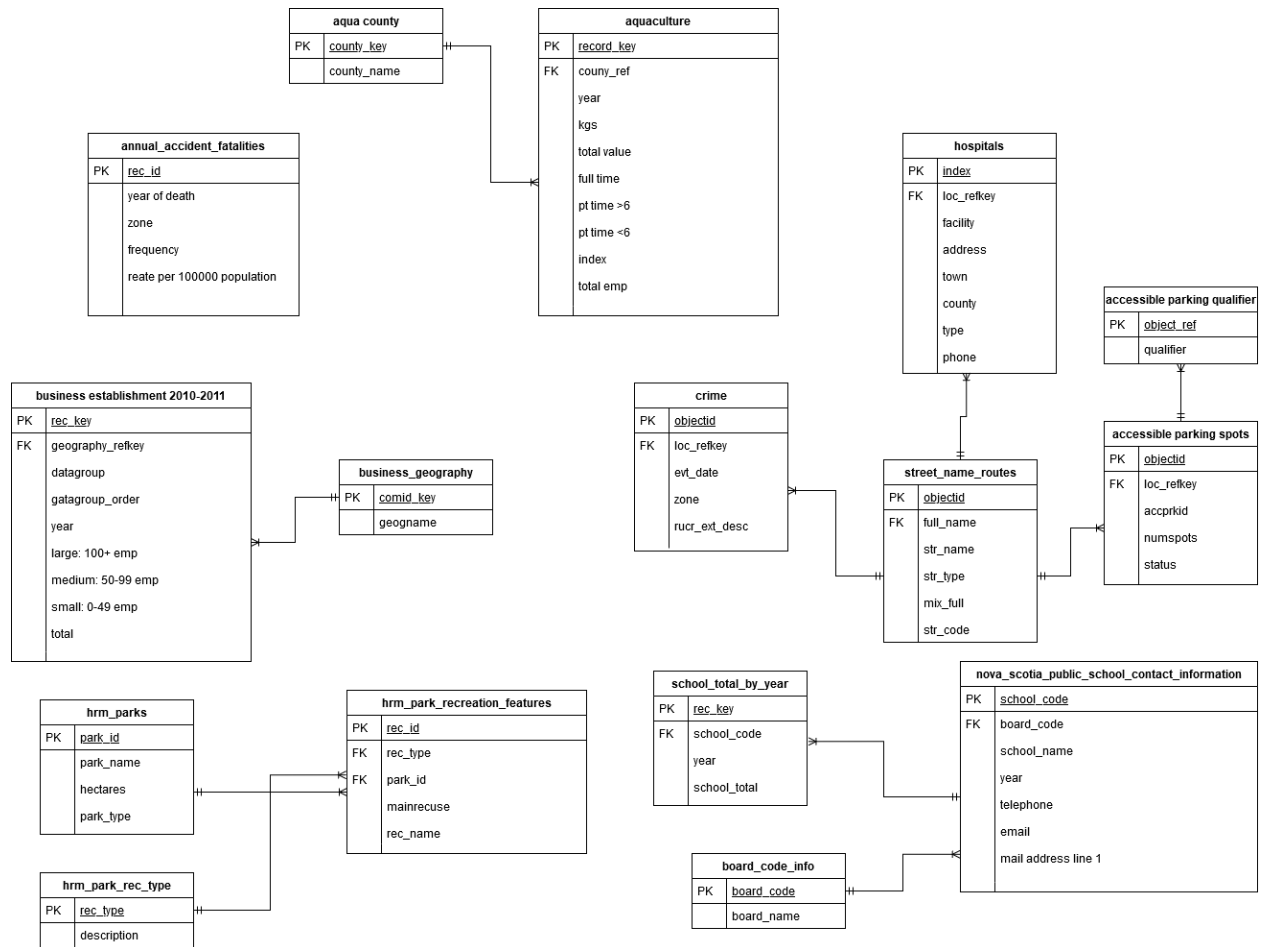 aqua county
PK county_key
county_name
aquaculture
PK record_key
FK couny_ref
year
kgs
total value
full time
pt time >6
pt time <6
index
total emp
annual_accident_fatalities
PK rec_id
year of death
zone
frequency
reate per 100000 population
hospitals
PK index
FK loc_refkey
facility
address
town
county
type
phone
accessible parking qualifier
PK object_ref
qualifier
business establishment 2010-2011
PK rec_key
FK geography_refkey
datagroup
gatagroup_order
year
large: 100+ emp
medium: 50-99 emp
small: 0-49 emp
total
business_geography
PK comid_key
geogname
crime
PK objectid
FK loc_refkey
evt_date
zone
rucr_ext_desc
street_name_routes
PK objectid
FK full_name
str_name
str_type
mix_full
str_code
accessible parking spots
PK objectid
FK loc_refkey
accprkid
numspots
status
hrm_parks
PK park_id
park_name
hectares
park_type
hrm_park_recreation_features
PK rec_id
FK rec_type
FK park_id
mainrecuse
rec_name
school_total_by_year
PK rec_key
FK school_code
year
school_total
nova_scotia_public_school_contact_information
PK school_code
FK board_code
school_name
year
telephone
email
mail address line 1
hrm_park_rec_type
PK rec_type
description
board_code_info
PK board_code
board_name